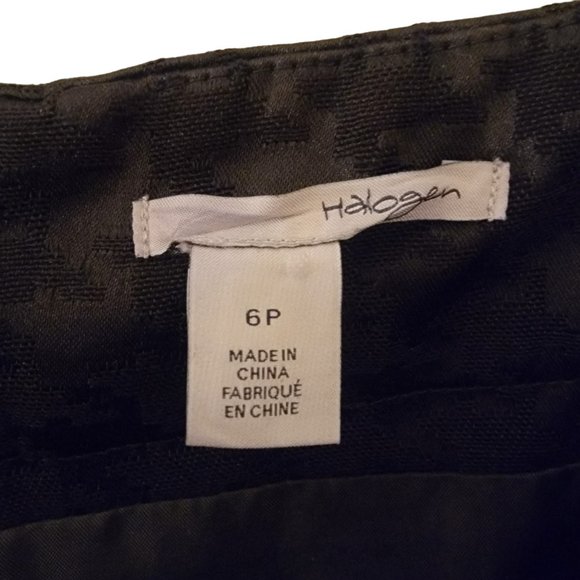 Halogen
6P
MADE IN
CHINA
FABRIQUÉ
EN CHINE